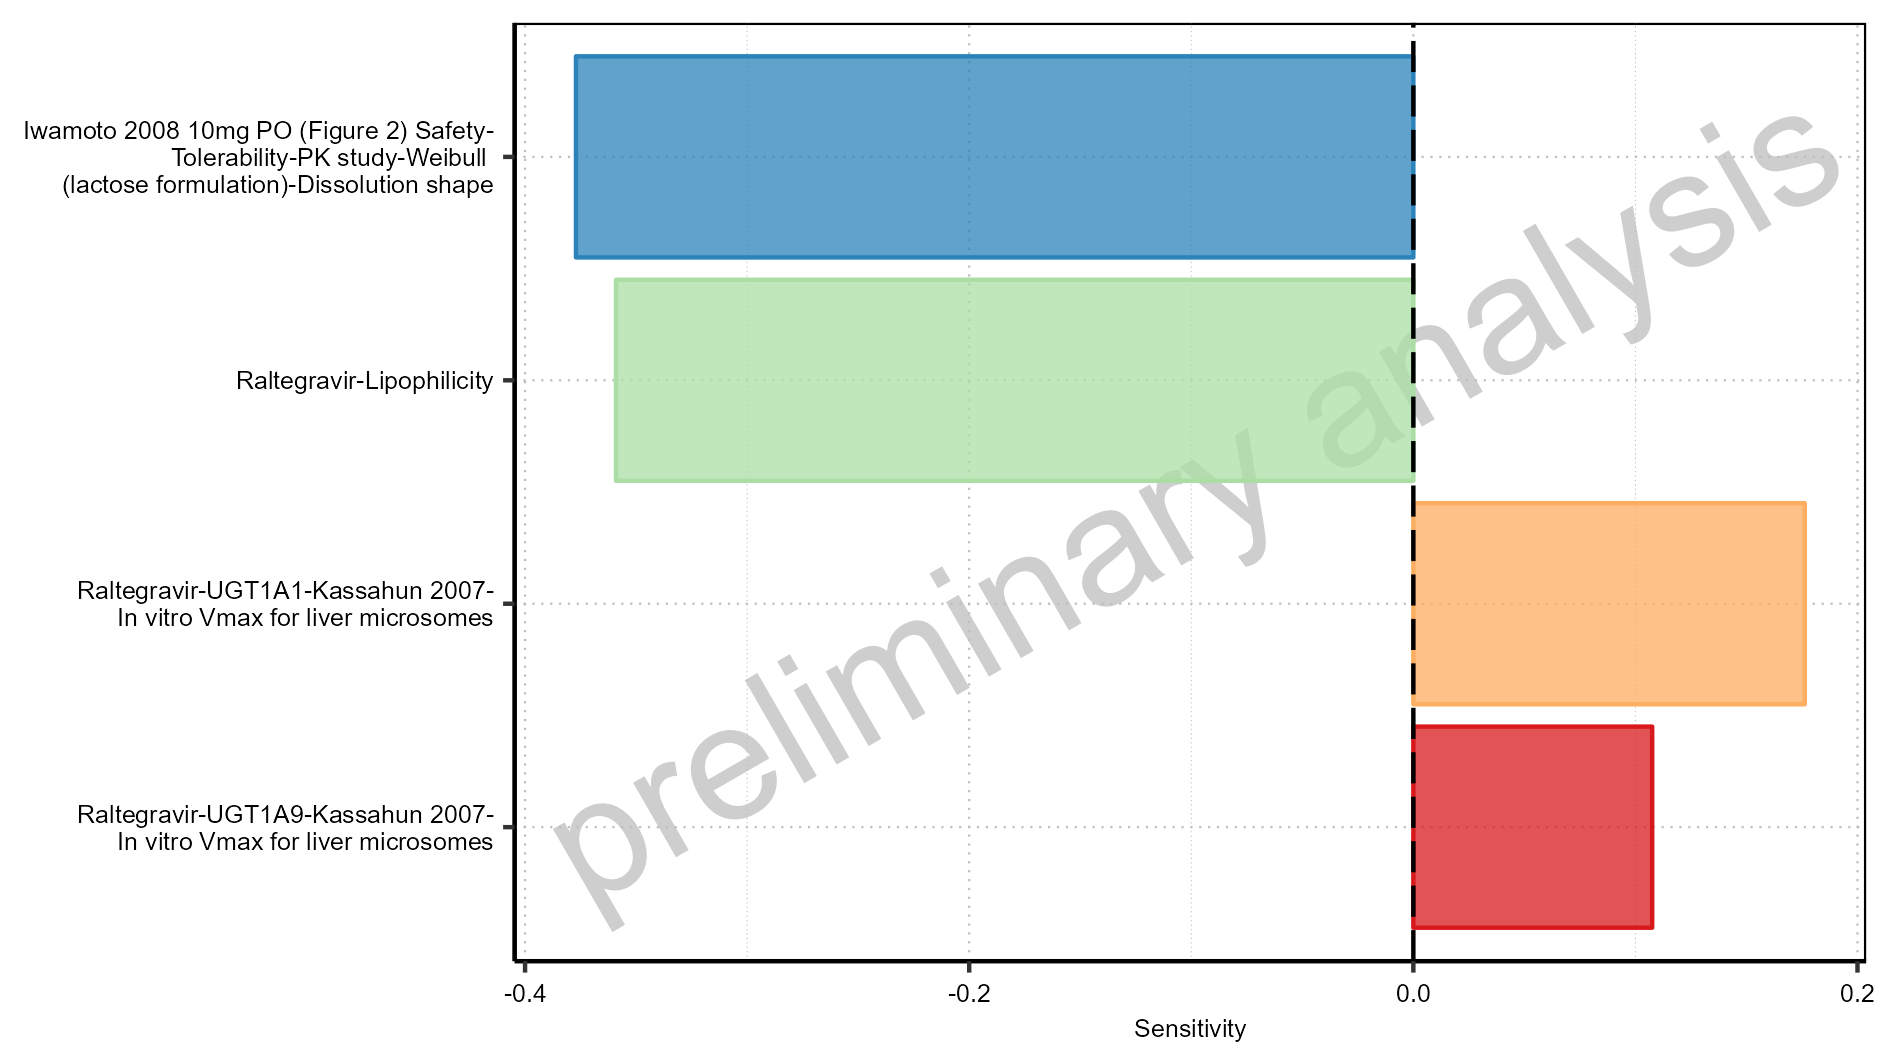 Iwamoto 2008 10mg PO (Figure 2) Safety-
Tolerability-PK study-Weibull
(lactose formulation)-Dissolution shape
Raltegravir-Lipophilicity
Raltegravir-UGT1A1-Kassahun 2007-
In vitro Vmax for liver microsomes
Raltegravir-UGT1A9-Kassahun 2007-
In vitro Vmax for liver microsomes
preliminary analysis
-0.4 -0.2 0.0 0.2
Sensitivity